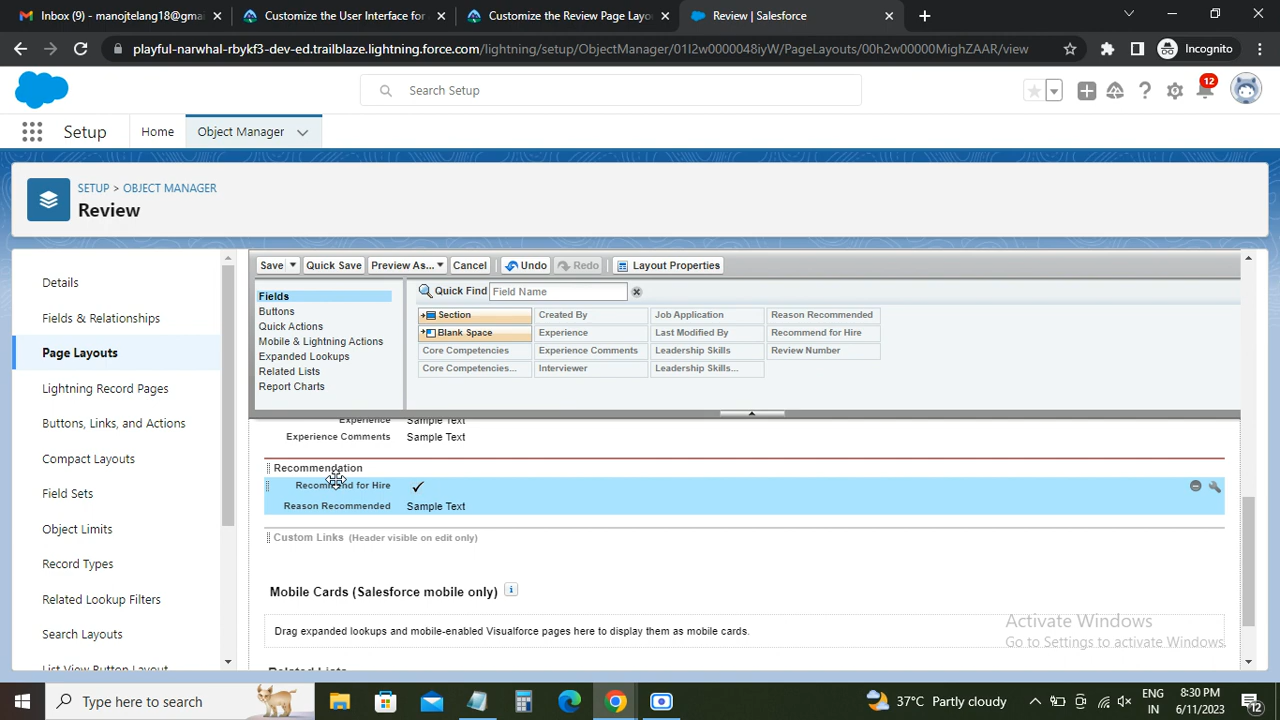 Inbox (9) - manojtelang18@gma
Customize the User Interface for
Customize the Review Page Layo
Review | Salesforce
playful-narwhal-rbykf3-dev-ed.trailblaze.lightning.force.com/lightning/setup/ObjectManager/01I2w0000048iyW/PageLayouts/00h2w00000MighZAAR/view
Incognito
Search Setup
12
Setup
Home
Object Manager
SETUP > OBJECT MANAGER
Review
Details
Fields & Relationships
Page Layouts
Lightning Record Pages
Buttons, Links, and Actions
Compact Layouts
Field Sets
Object Limits
Record Types
Related Lookup Filters
Search Layouts
List View Button Layout
Save
Quick Save
Preview As...
Cancel
Undo
Redo
Layout Properties
Fields
Buttons
Quick Actions
Mobile & Lightning Actions
Expanded Lookups
Related Lists
Report Charts
Quick Find Field Name
Section Created By Job Application Reason Recommended
Blank Space Experience Last Modified By Recommend for Hire
Core Competencies Experience Comments Leadership Skills Review Number
Core Competencies... Interviewer Leadership Skills...
Experience Sample Text
Experience Comments Sample Text
Recommendation
Recommend for Hire ✓
Reason Recommended Sample Text
Custom Links (Header visible on edit only)
Mobile Cards (Salesforce mobile only) i
Drag expanded lookups and mobile-enabled Visualforce pages here to display them as mobile cards.
Related Lists
Activate Windows
Go to Settings to activate Windows.
Type here to search
37°C Partly cloudy
ENG
IN
8:30 PM
6/11/2023
12